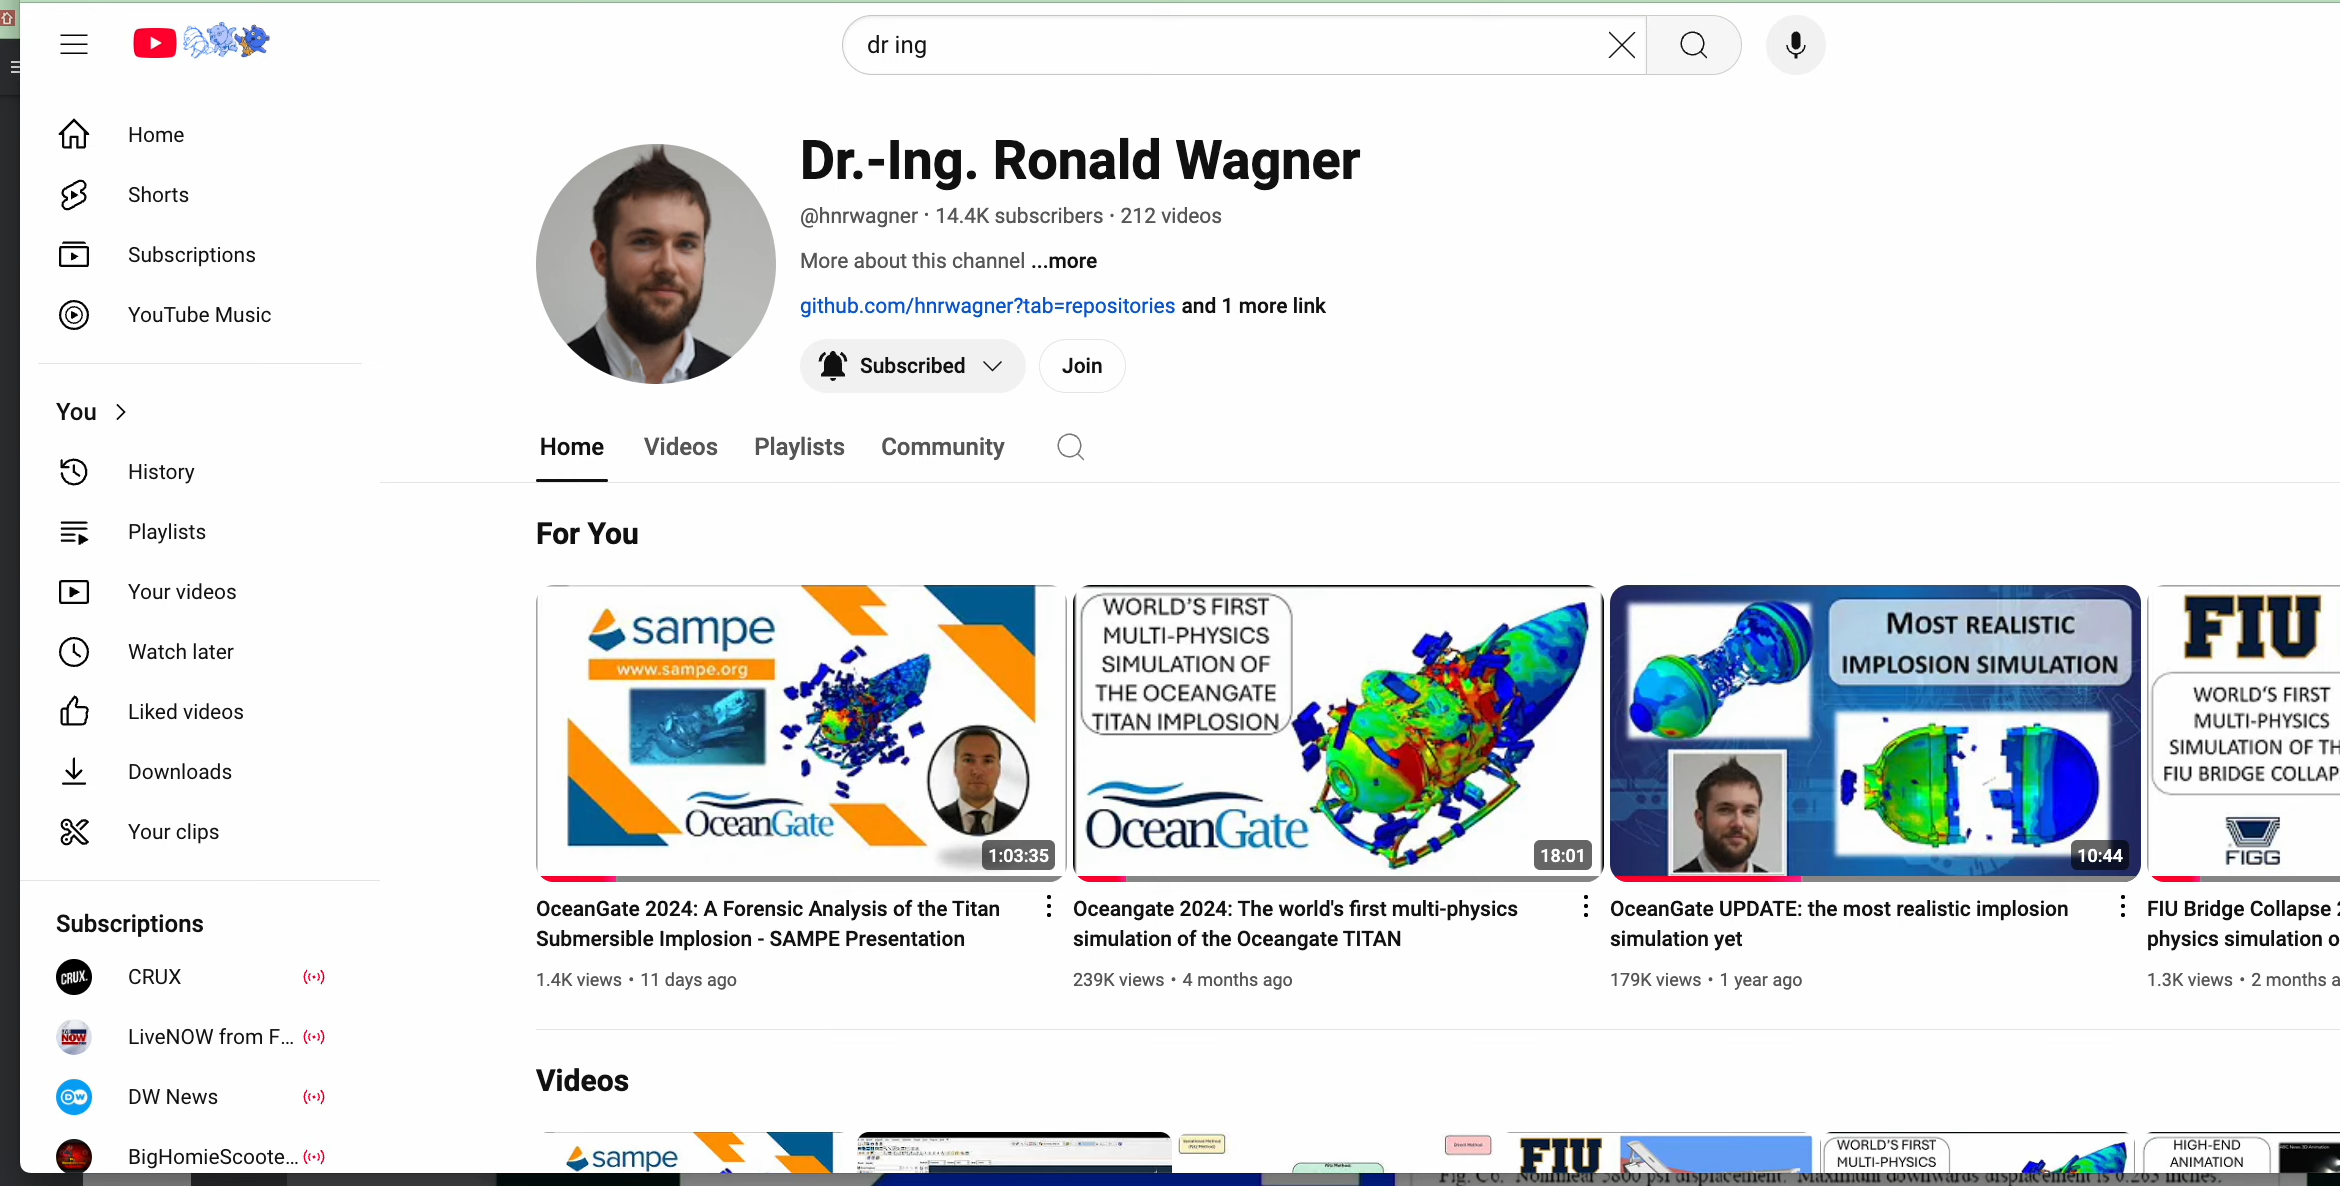 dr ing
Home
Shorts
Subscriptions
YouTube Music
You
History
Playlists
Your videos
Watch later
Liked videos
Downloads
Your clips
Subscriptions
CRUX
LiveNOW from F...
DW News
BigHomieScoote...
Dr.-Ing. Ronald Wagner
@hnrwagner · 14.4K subscribers · 212 videos
More about this channel ...more
github.com/hnrwagner?tab=repositories and 1 more link
Subscribed
Join
Home Videos Playlists Community
For You
sampe
www.sampe.org
OceanGate
1:03:35
OceanGate 2024: A Forensic Analysis of the Titan
Submersible Implosion - SAMPE Presentation
1.4K views • 11 days ago
WORLD'S FIRST
MULTI-PHYSICS
SIMULATION OF
THE OCEANGATE
TITAN IMPLOSION
OceanGate
18:01
Oceangate 2024: The world's first multi-physics
simulation of the Oceangate TITAN
239K views • 4 months ago
MOST REALISTIC
IMPLOSION SIMULATION
10:44
OceanGate UPDATE: the most realistic implosion
simulation yet
179K views • 1 year ago
FIU
WORLD'S FIRST
MULTI-PHYSICS
SIMULATION OF TH
FIU BRIDGE COLLAP
FIGG
FIU Bridge Collapse
physics simulation o
1.3K views • 2 months a
Videos
sampe
FIU
WORLD'S FIRST
MULTI-PHYSICS
HIGH-END
ANIMATION